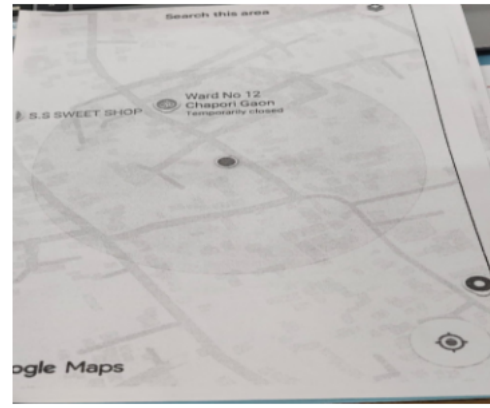 Search this area
Ward No 12
Chapori Gaon
Temporarily closed
S.S SWEET SHOP
ogle Maps